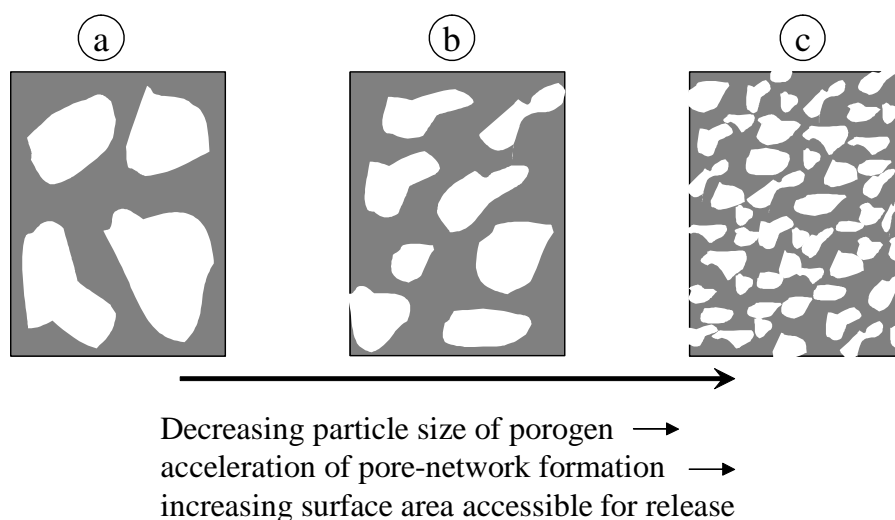 a
b
c
Decreasing particle size of porogen →
acceleration of pore-network formation →
increasing surface area accessible for release